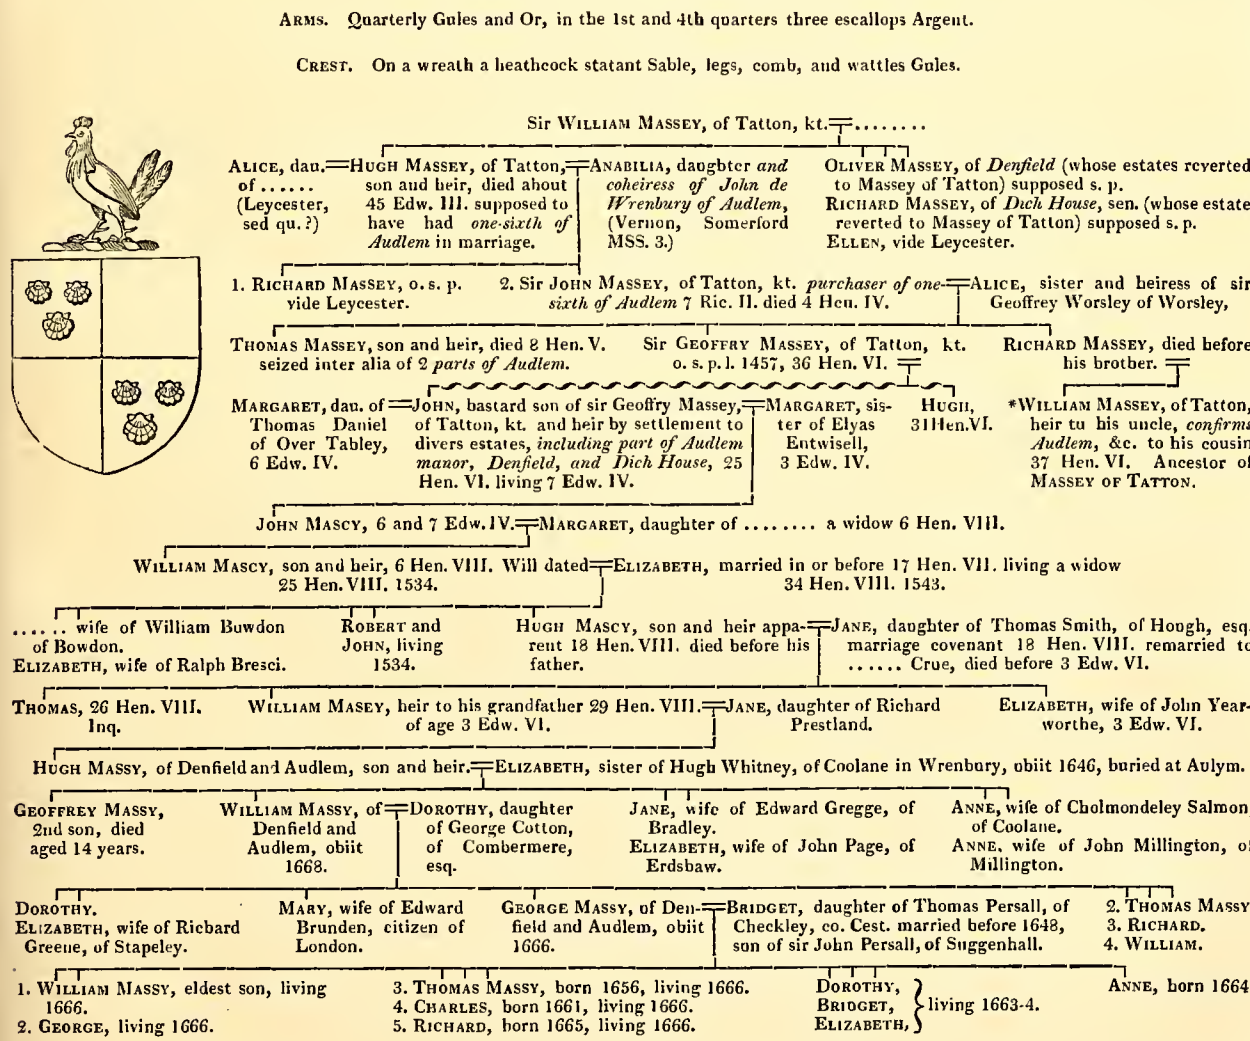 ARMS. Quarterly Gules and Or, in the 1st and 4th quarters three escallops Argent.
CREST. On a wreath a heathcock statant Sable, legs, comb, and wattles Gules.
Sir WILLIAM MASSEY, of Tatton, kt.=........
ALICE, dau.=HUGH MASSEY, of Tatton,=ANABILIA, daughter and
of ......
(Leycester,
sed qu.?)
son and heir, died about
45 Edw. III. supposed to
have had one-sixth of
Audlem in marriage.
coheiress of John de
Wrenbury of Audlem,
(Vernon, Somerford
MSS. 3.)
OLIVER MASSEY, of Denfield (whose estates reverted
to Massey of Tatton) supposed s. p.
RICHARD MASSEY, of Dich House, sen. (whose estate
reverted to Massey of Tatton) supposed s. p.
ELLEN, vide Leycester.
1. RICHARD MASSEY, o. s. p.
vide Leycester.
2. Sir JOHN MASSEY, of Tatton, kt. purchaser of one-=ALICE, sister and heiress of sir
sixth of Audlem 7 Ric. II. died 4 Hen. IV.
Geoffrey Worsley of Worsley,
THOMAS MASSEY, son and heir, died 8 Hen. V.
seized inter alia of 2 parts of Audlem.
Sir GEOFFRY MASSEY, of Tatton, kt.
o. s. p. l. 1457, 36 Hen. VI.
RICHARD MASSEY, died before
his brother.
MARGARET, dau. of=JOHN, bastard son of sir Geoffry Massey,=MARGARET, sis-
Thomas Daniel
of Over Tabley,
6 Edw. IV.
of Tatton, kt. and heir by settlement to
divers estates, including part of Audlem
manor, Denfield, and Dich House, 25
Hen. VI. living 7 Edw. IV.
ter of Elyas
Entwisell,
3 Edw. IV.
HUGH,
31 Hen. VI.
*WILLIAM MASSEY, of Tatton,
heir tu his uncle, confirms
Audlem, &c. to his cousin
37 Hen. VI. Ancestor of
MASSEY OF TATTON.
JOHN MASCY, 6 and 7 Edw. IV.=MARGARET, daughter of ........ a widow 6 Hen. VIII.
WILLIAM MASCY, son and heir, 6 Hen. VIII. Will dated=ELIZABETH, married in or before 17 Hen. VII. living a widow
25 Hen. VIII. 1534.
34 Hen. VIII. 1543.
...... wife of William Buwdon
of Bowdon.
ELIZABETH, wife of Ralph Bresci.
ROBERT and
JOHN, living
1534.
HUGH MASCY, son and heir appa-=JANE, daughter of Thomas Smith, of Hough, esq.
rent 18 Hen. VIII. died before his
father.
marriage covenant 18 Hen. VIII. remarried to
...... Crue, died before 3 Edw. VI.
THOMAS, 26 Hen. VIII.
Inq.
WILLIAM MASEY, heir to his grandfather 29 Hen. VIII.=JANE, daughter of Richard
of age 3 Edw. VI.
Prestland.
ELIZABETH, wife of John Year-
worthe, 3 Edw. VI.
HUGH MASSY, of Denfield and Audlem, son and heir.=ELIZABETH, sister of Hugh Whitney, of Coolane in Wrenbury, obiit 1646, buried at Aulym.
GEOFFREY MASSY,
2nd son, died
aged 14 years.
WILLIAM MASSY, of=DOROTHY, daughter
Denfield and
Audlem, obiit
1668.
of George Cotton,
of Combermere,
esq.
JANE, wife of Edward Gregge, of
Bradley.
ELIZABETH, wife of John Page, of
Erdshaw.
ANNE, wife of Cholmondeley Salmon
of Coolane.
ANNE, wife of John Millington, of
Millington.
DOROTHY.
ELIZABETH, wife of Richard
Greene, of Stapeley.
MARY, wife of Edward
Brunden, citizen of
London.
GEORGE MASSY, of Den-=BRIDGET, daughter of Thomas Persall, of
field and Audlem, obiit
1666.
Checkley, co. Cest. married before 1648,
son of sir John Persall, of Suggenhall.
2. THOMAS MASSY
3. RICHARD.
4. WILLIAM.
1. WILLIAM MASSY, eldest son, living
1666.
2. GEORGE, living 1666.
3. THOMAS MASSY, born 1656, living 1666.
4. CHARLES, born 1661, living 1666.
5. RICHARD, born 1665, living 1666.
DOROTHY,
BRIDGET,
ELIZABETH,
living 1663-4.
ANNE, born 1664